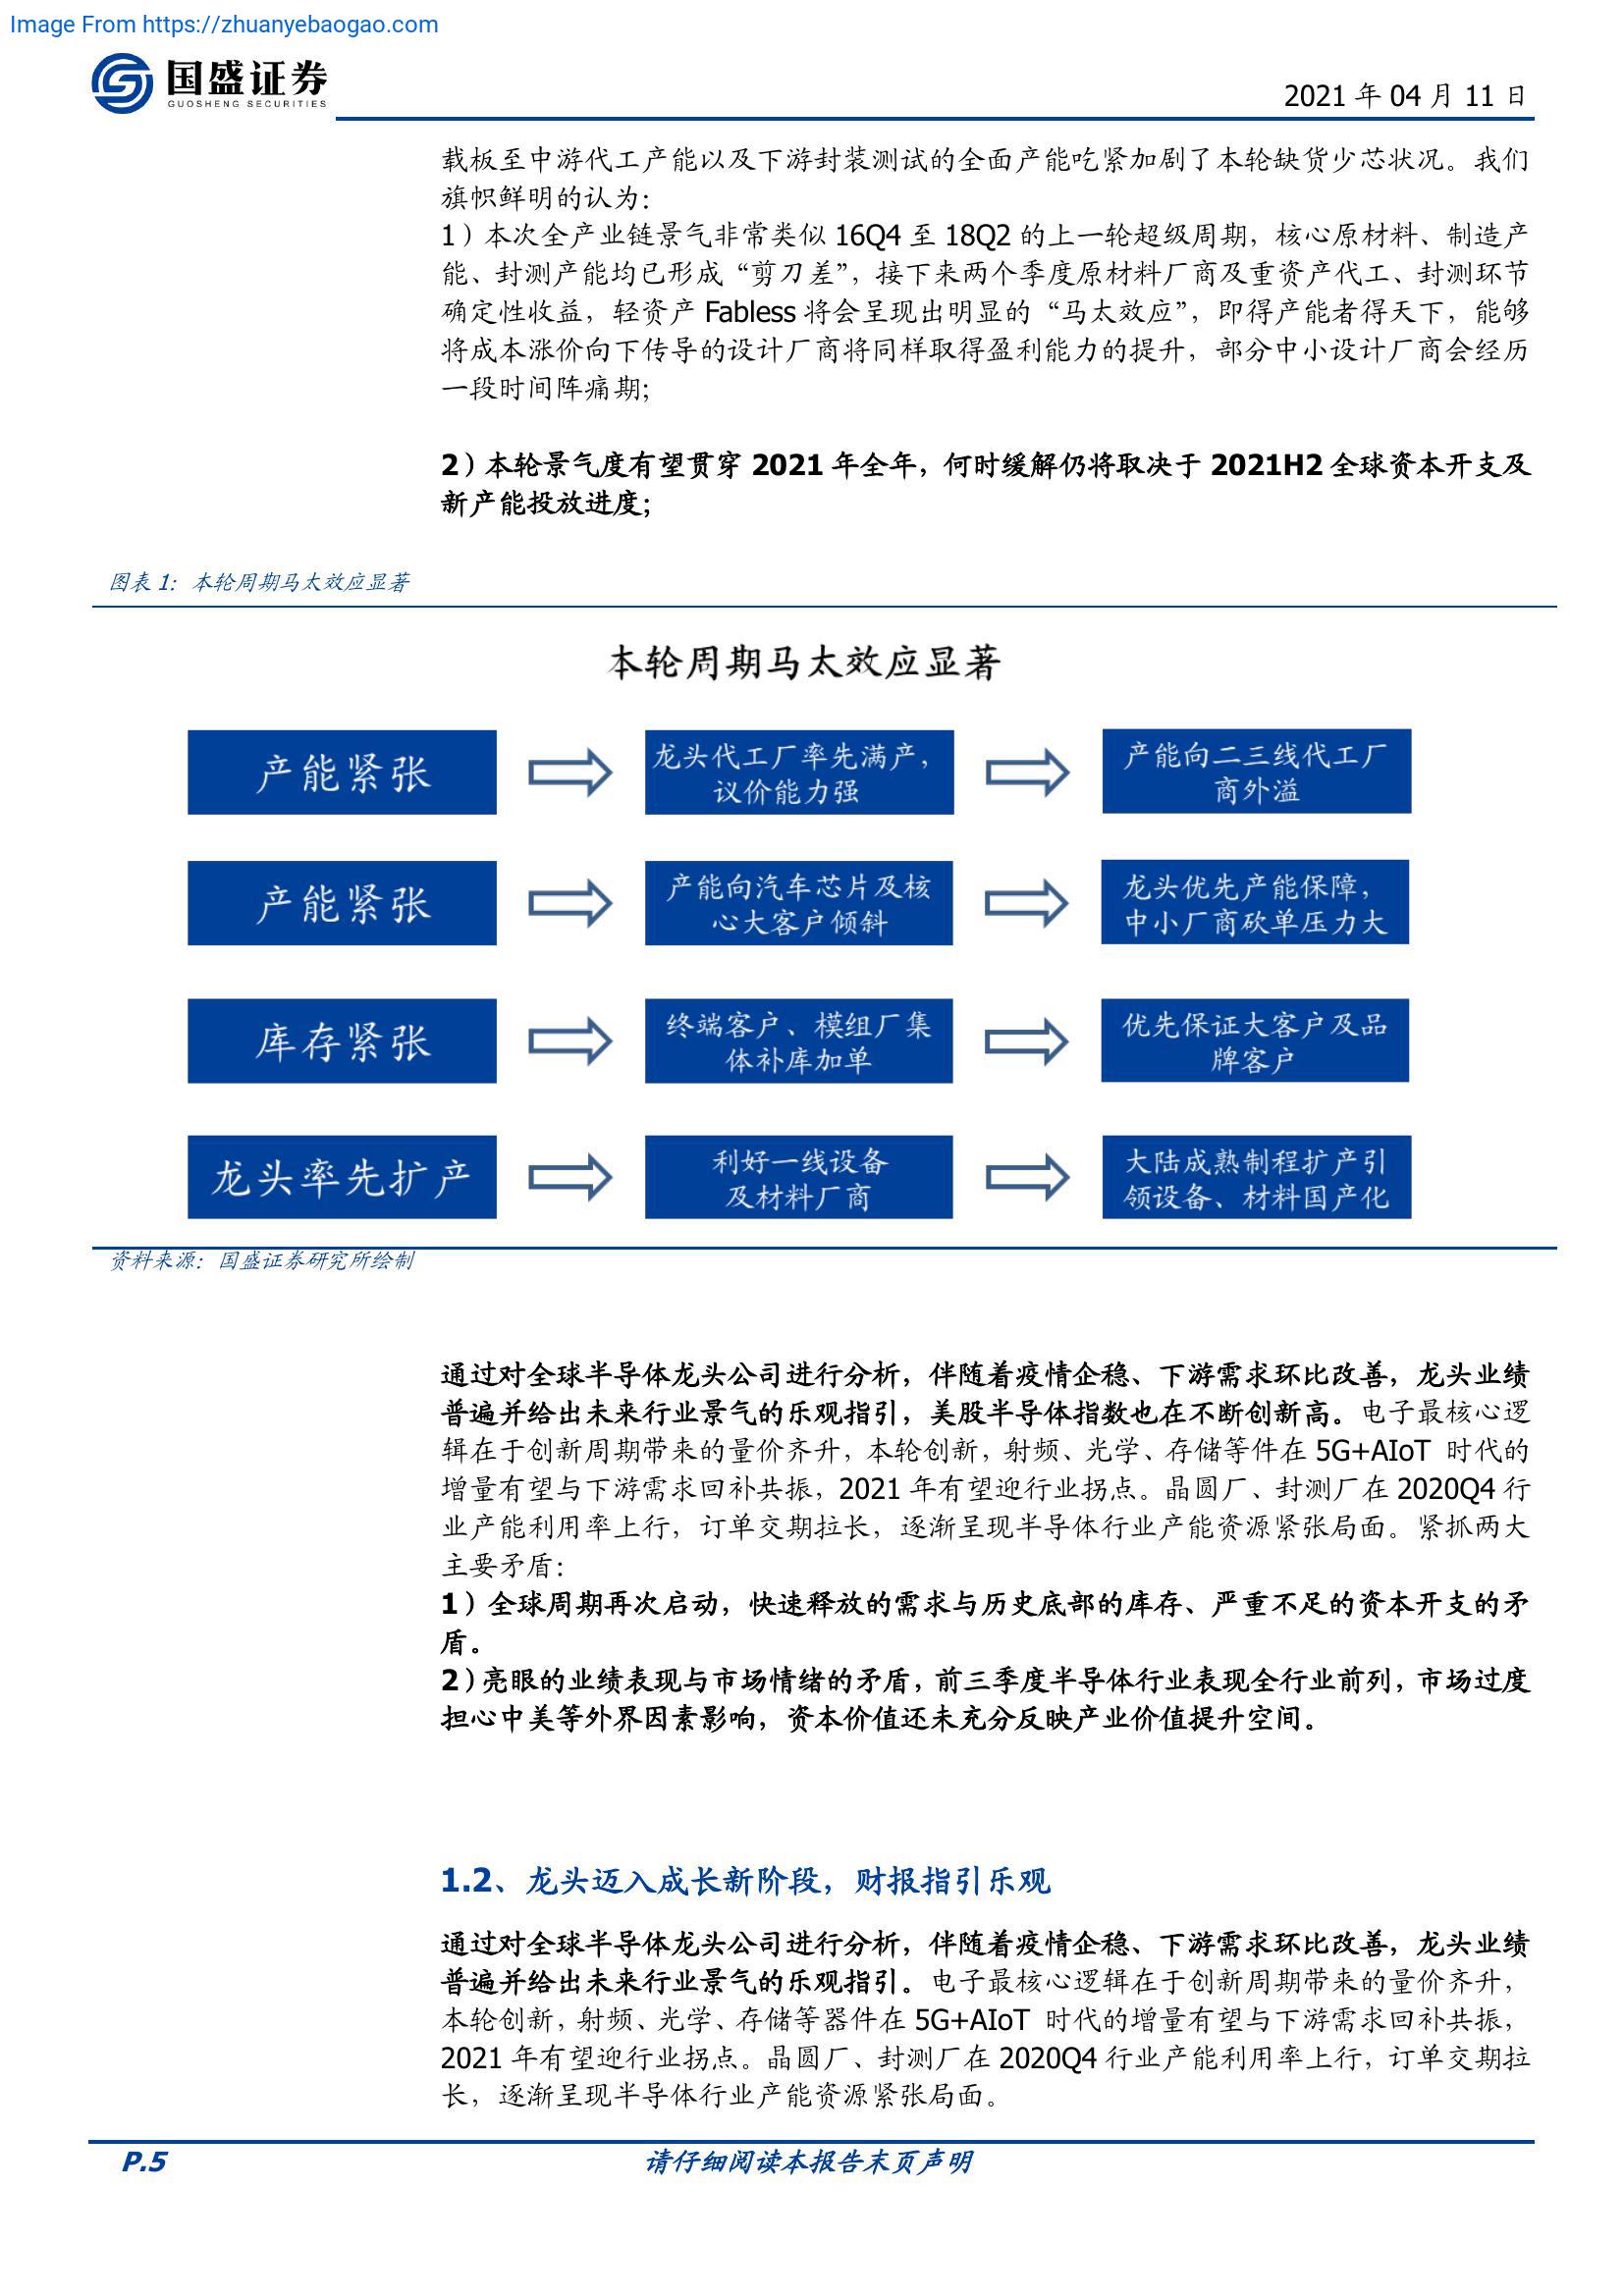 Image From https://zhuanyebaogao.com
国盛证券
GUOSHENG SECURITIES
2021 年 04 月 11 日
载板至中游代工产能以及下游封装测试的全面产能吃紧加剧了本轮缺货少芯状况。我们
旗帜鲜明的认为：
1）本次全产业链景气非常类似 16Q4 至 18Q2 的上一轮超级周期，核心原材料、制造产
能、封测产能均已形成“剪刀差”，接下来两个季度原材料厂商及重资产代工、封测环节
确定性收益，轻资产 Fabless 将会呈现出明显的“马太效应”，即得产能者得天下，能够
将成本涨价向下传导的设计厂商将同样取得盈利能力的提升，部分中小设计厂商会经历
一段时间阵痛期；
2）本轮景气度有望贯穿 2021 年全年，何时缓解仍将取决于 2021H2 全球资本开支及
新产能投放进度；
图表 1：本轮周期马太效应显著
本轮周期马太效应显著
产能紧张
龙头代工厂率先满产，
议价能力强
产能向二三线代工厂
商外溢
产能紧张
产能向汽车芯片及核
心大客户倾斜
龙头优先产能保障，
中小厂商砍单压力大
库存紧张
终端客户、模组厂集
体补库加单
优先保证大客户及品
牌客户
龙头率先扩产
利好一线设备
及材料厂商
大陆成熟制程扩产引
领设备、材料国产化
资料来源：国盛证券研究所绘制
通过对全球半导体龙头公司进行分析，伴随着疫情企稳、下游需求环比改善，龙头业绩
普遍并给出未来行业景气的乐观指引，美股半导体指数也在不断创新高。电子最核心逻
辑在于创新周期带来的量价齐升，本轮创新，射频、光学、存储等件在 5G+AIoT 时代的
增量有望与下游需求回补共振，2021 年有望迎行业拐点。晶圆厂、封测厂在 2020Q4 行
业产能利用率上行，订单交期拉长，逐渐呈现半导体行业产能资源紧张局面。紧抓两大
主要矛盾：
1）全球周期再次启动，快速释放的需求与历史底部的库存、严重不足的资本开支的矛
盾。
2）亮眼的业绩表现与市场情绪的矛盾，前三季度半导体行业表现全行业前列，市场过度
担心中美等外界因素影响，资本价值还未充分反映产业价值提升空间。
1.2、龙头迈入成长新阶段，财报指引乐观
通过对全球半导体龙头公司进行分析，伴随着疫情企稳、下游需求环比改善，龙头业绩
普遍并给出未来行业景气的乐观指引。电子最核心逻辑在于创新周期带来的量价齐升，
本轮创新，射频、光学、存储等器件在 5G+AIoT 时代的增量有望与下游需求回补共振，
2021 年有望迎行业拐点。晶圆厂、封测厂在 2020Q4 行业产能利用率上行，订单交期拉
长，逐渐呈现半导体行业产能资源紧张局面。
P.5
请仔细阅读本报告末页声明